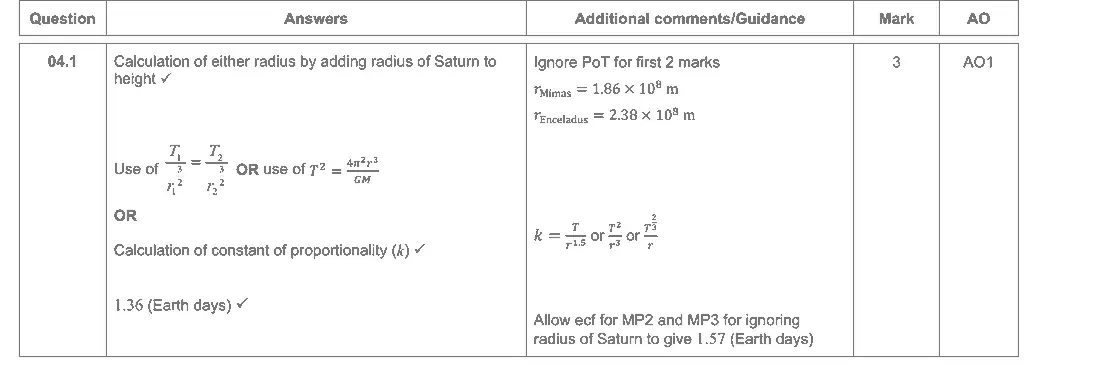 Question Answers Additional comments/Guidance Mark AO
04.1 Calculation of either radius by adding radius of Saturn to height ✓ Ignore PoT for first 2 marks 3 AO1
r_Mimas = 1.86 × 10⁸ m
r_Enceladus = 2.38 × 10⁸ m
Use of T₁/r₁^(3/2) = T₂/r₂^(3/2) OR use of T² = 4π²r³/GM
OR
Calculation of constant of proportionality (k) ✓ k = T/r^1.5 or T²/r³ or T^(2/3)/r
1.36 (Earth days) ✓
Allow ecf for MP2 and MP3 for ignoring
radius of Saturn to give 1.57 (Earth days)